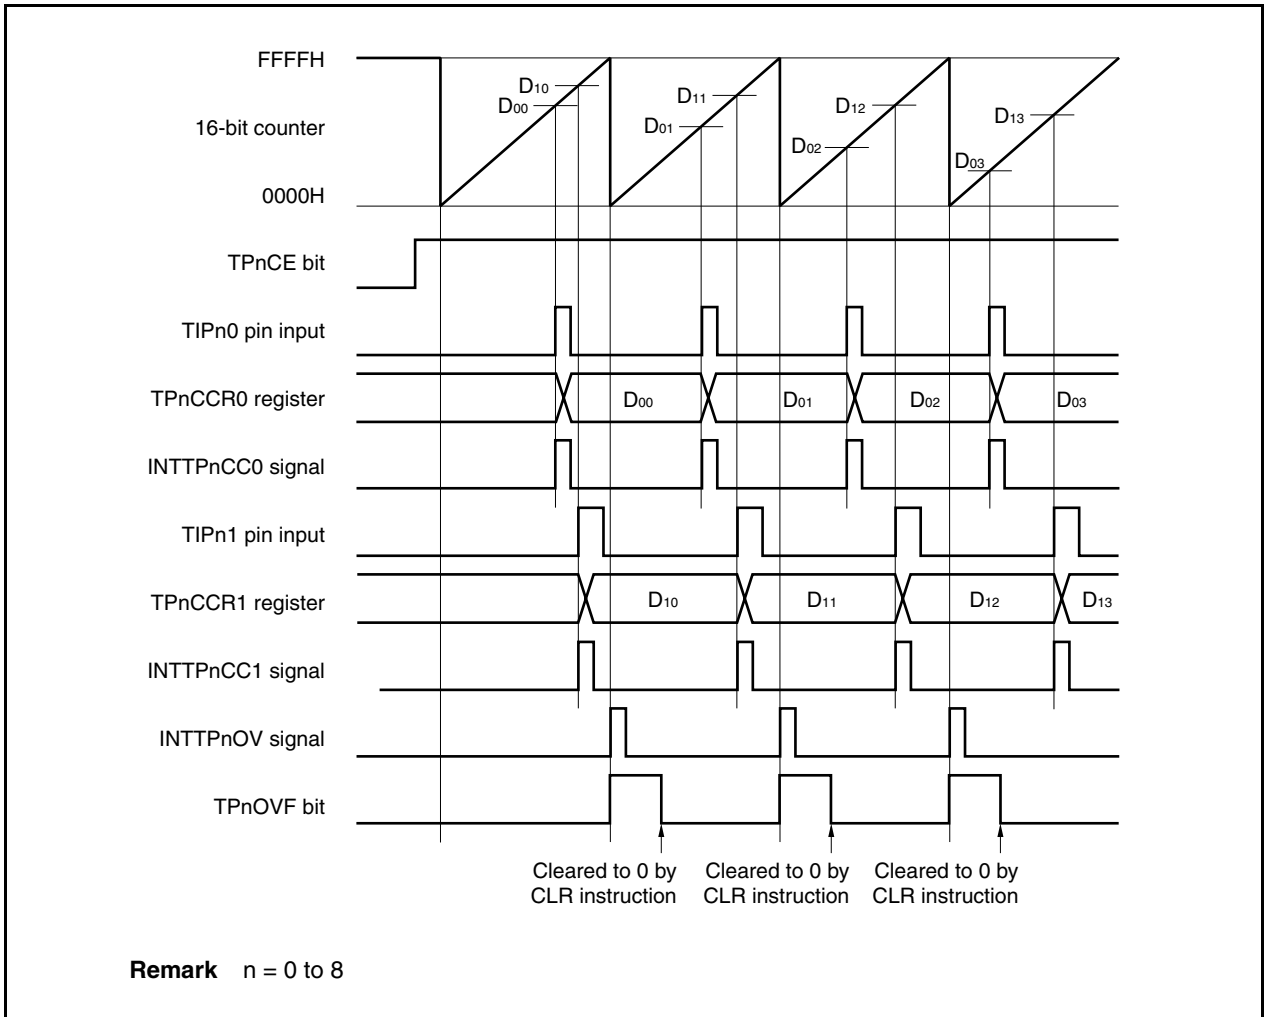 FFFFH
D10
D00
D11
D01
D12
D02
D13
D03
16-bit counter
0000H
TPnCE bit
TIPn0 pin input
TPnCCR0 register
D00
D01
D02
D03
INTTPnCC0 signal
TIPn1 pin input
TPnCCR1 register
D10
D11
D12
D13
INTTPnCC1 signal
INTTPnOV signal
TPnOVF bit
Cleared to 0 by
CLR instruction
Cleared to 0 by
CLR instruction
Cleared to 0 by
CLR instruction
Remark n = 0 to 8